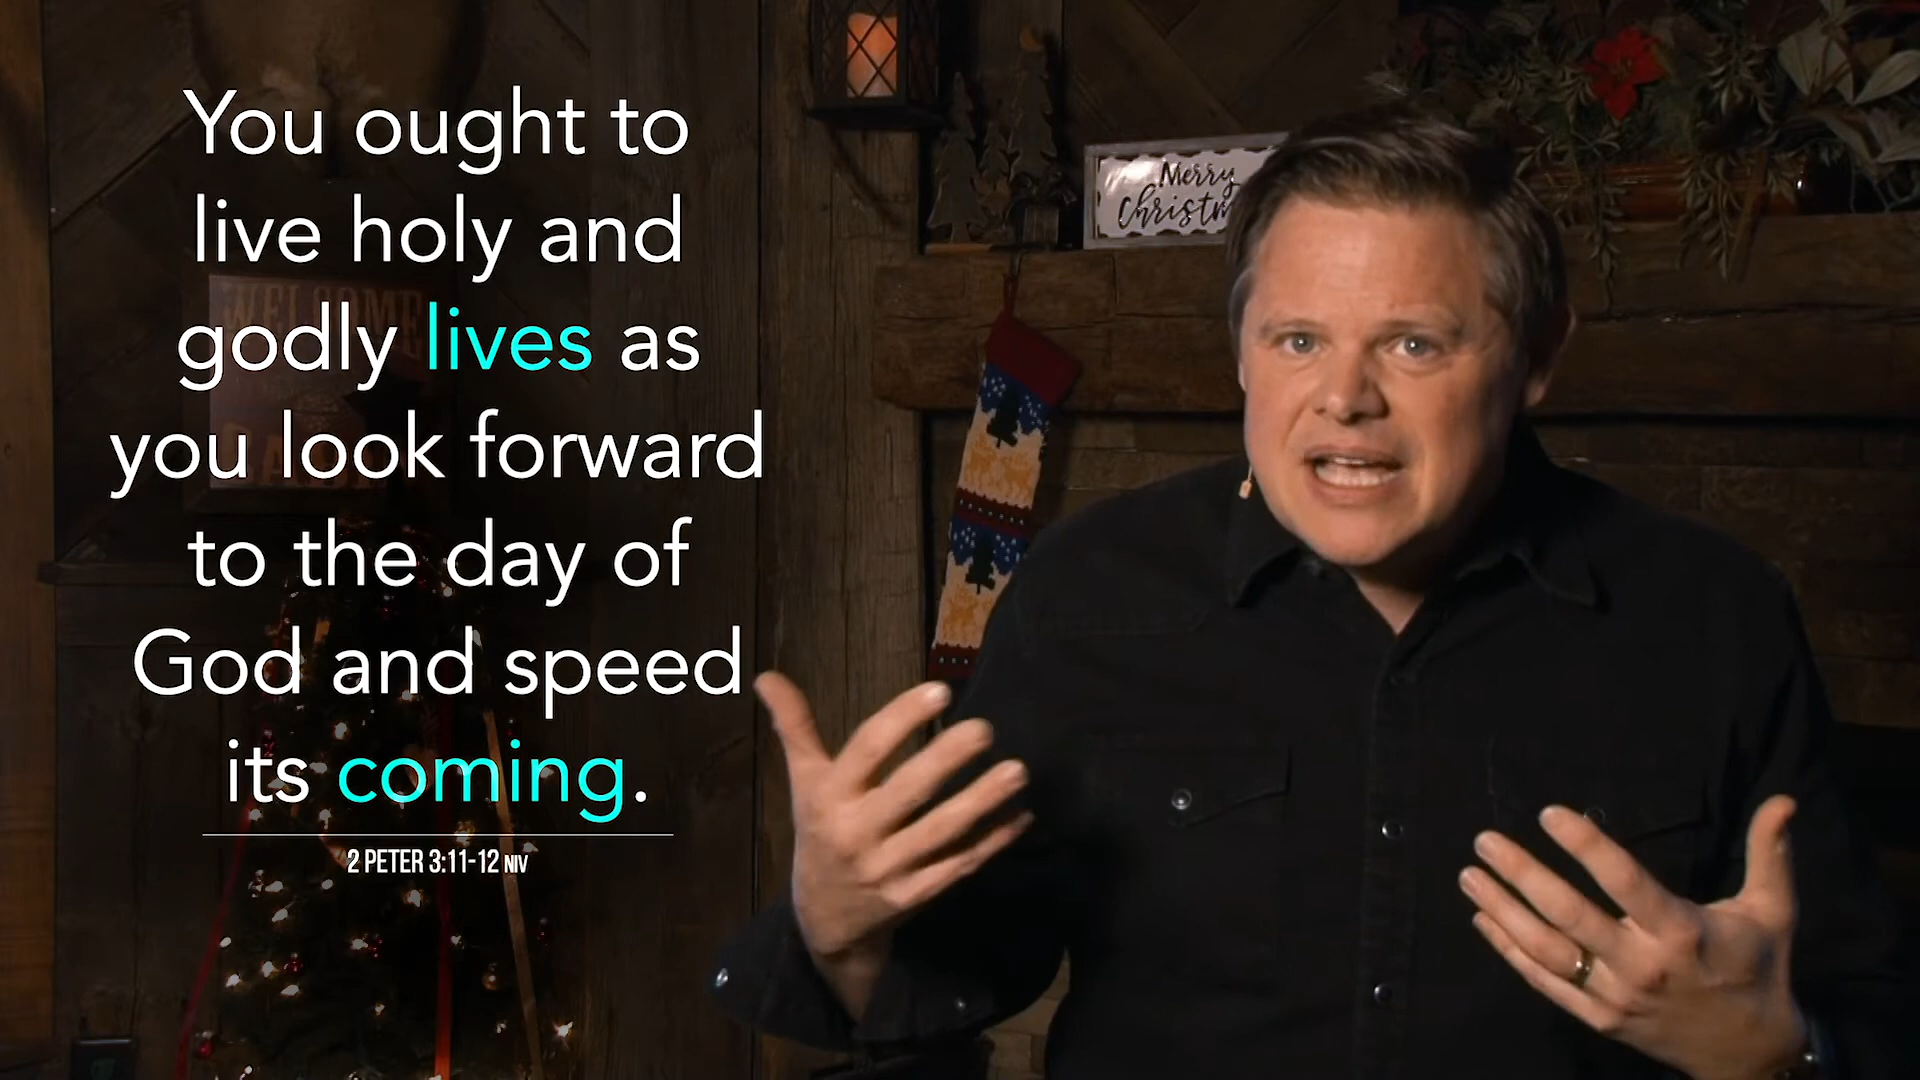 You ought to
live holy and
godly lives as
you look forward
to the day of
God and speed
its coming.
2 PETER 3:11-12 NIV
Merry
WELCOME